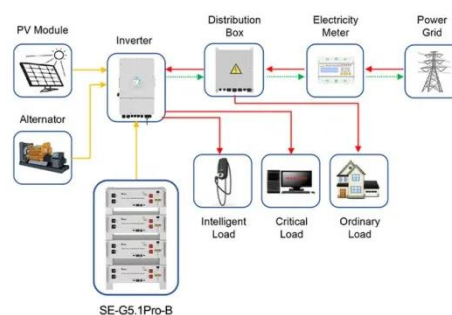 PV Module
Inverter
Distribution
Box
Electricity
Meter
Power
Grid
Alternator
Intelligent
Load
Critical
Load
Ordinary
Load
SE-G5.1Pro-B